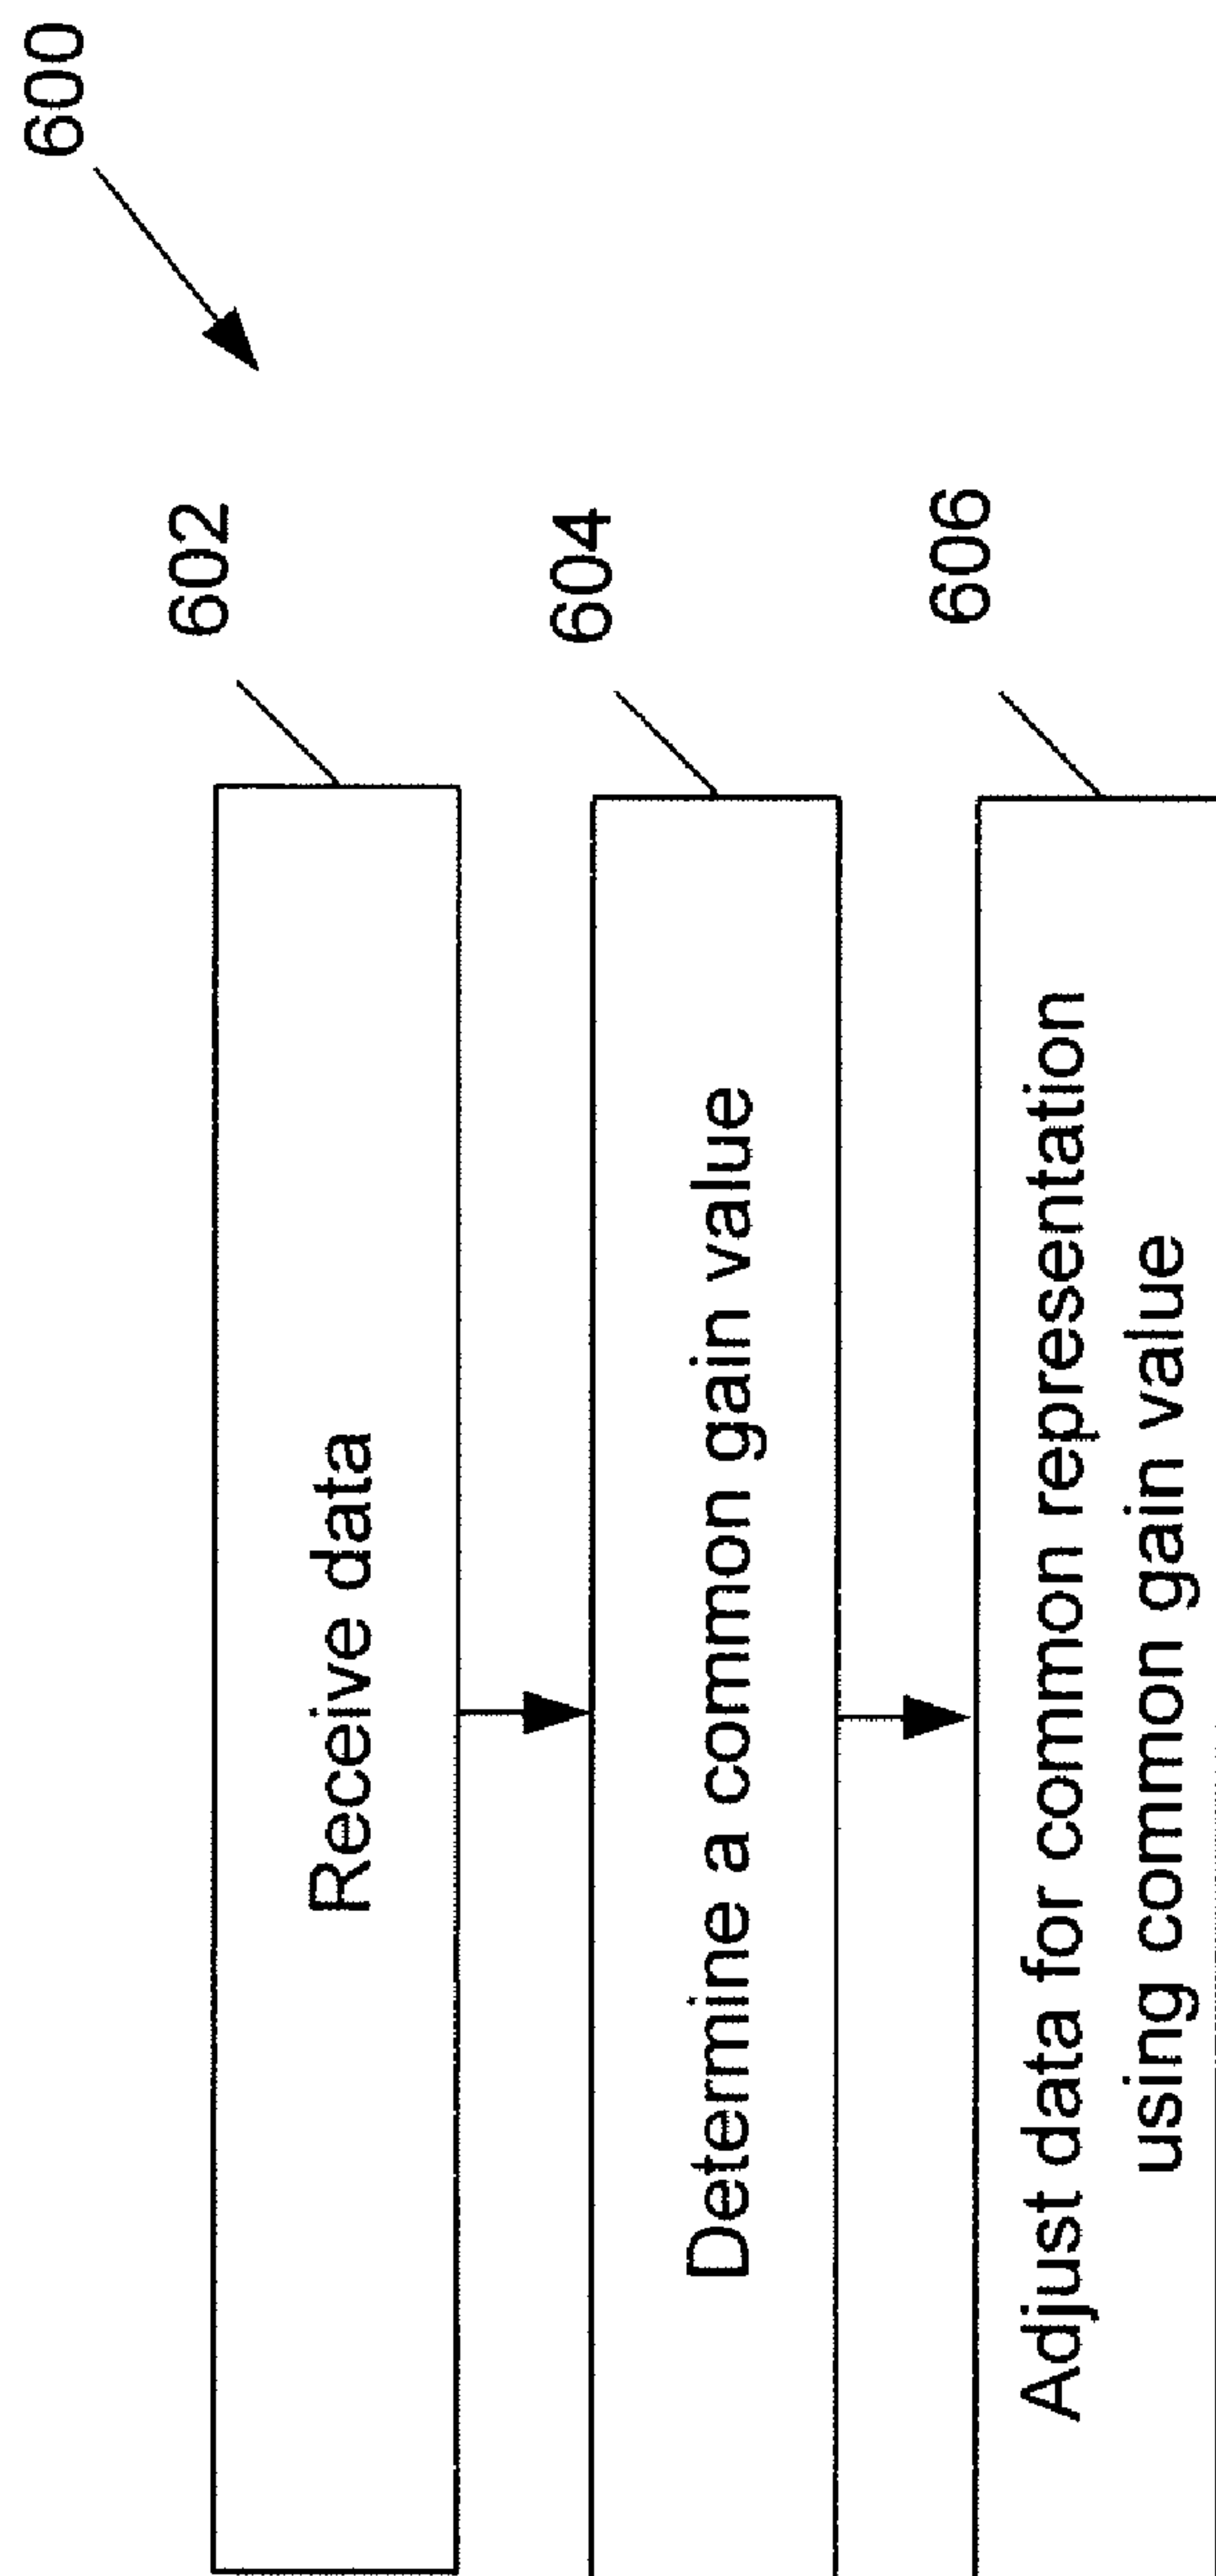 600
602
Receive data
604
Determine a common gain value
606
Adjust data for common representation
using common gain value